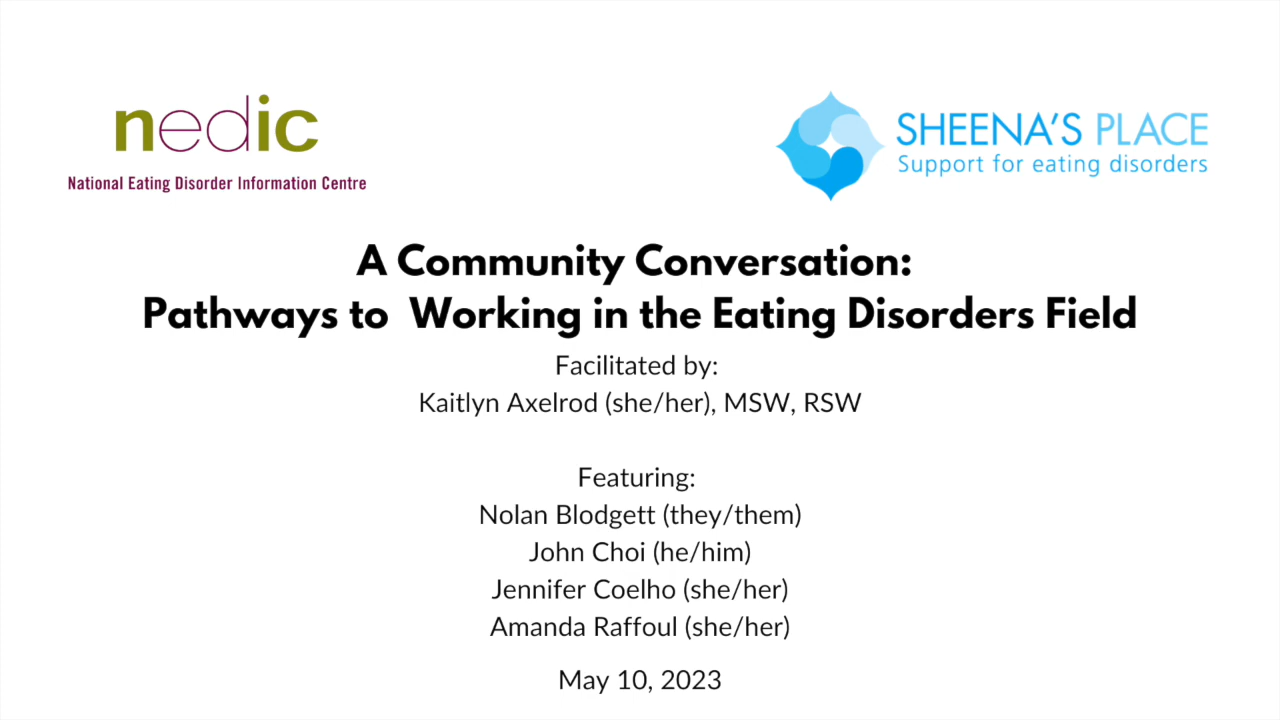 nedic
National Eating Disorder Information Centre
SHEENA'S PLACE
Support for eating disorders
A Community Conversation:
Pathways to  Working in the Eating Disorders Field
Facilitated by:
Kaitlyn Axelrod (she/her), MSW, RSW
Featuring:
Nolan Blodgett (they/them)
John Choi (he/him)
Jennifer Coelho (she/her)
Amanda Raffoul (she/her)
May 10, 2023